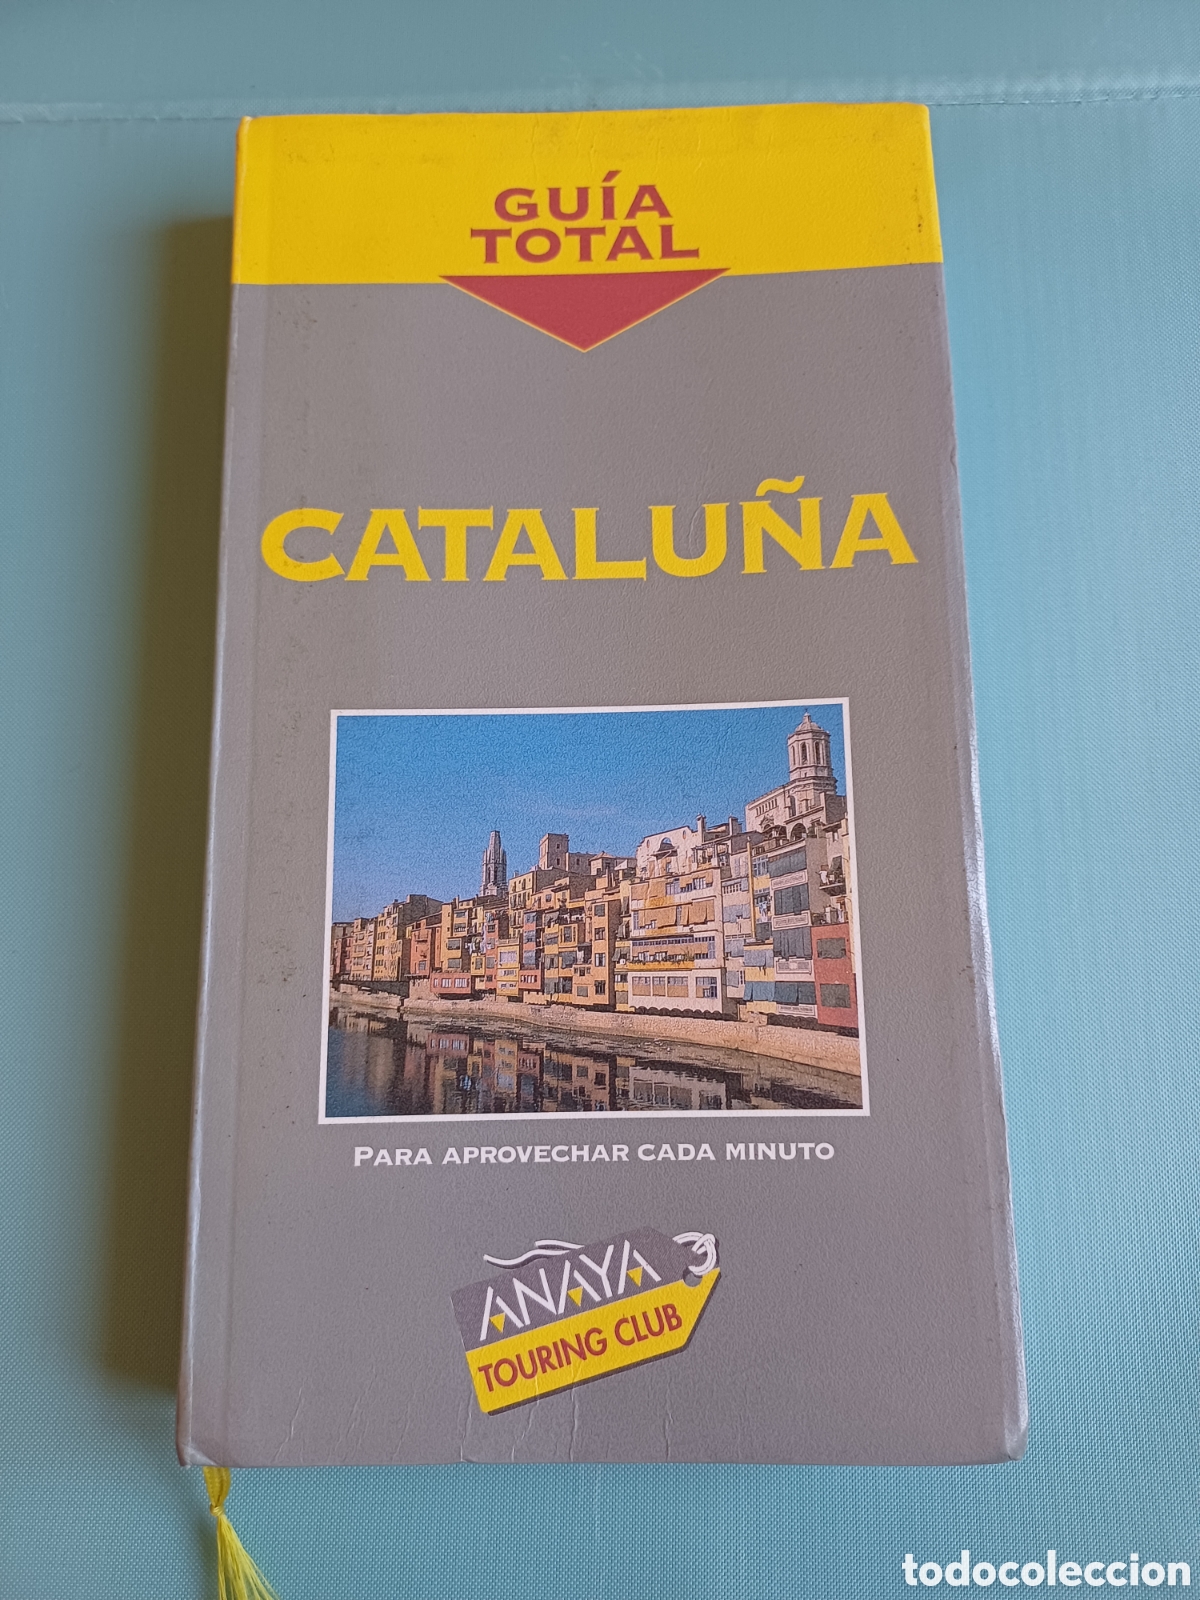 GUÍA
TOTAL
CATALUÑA
PARA APROVECHAR CADA MINUTO
ANAYA
TOURING CLUB
todocoleccion